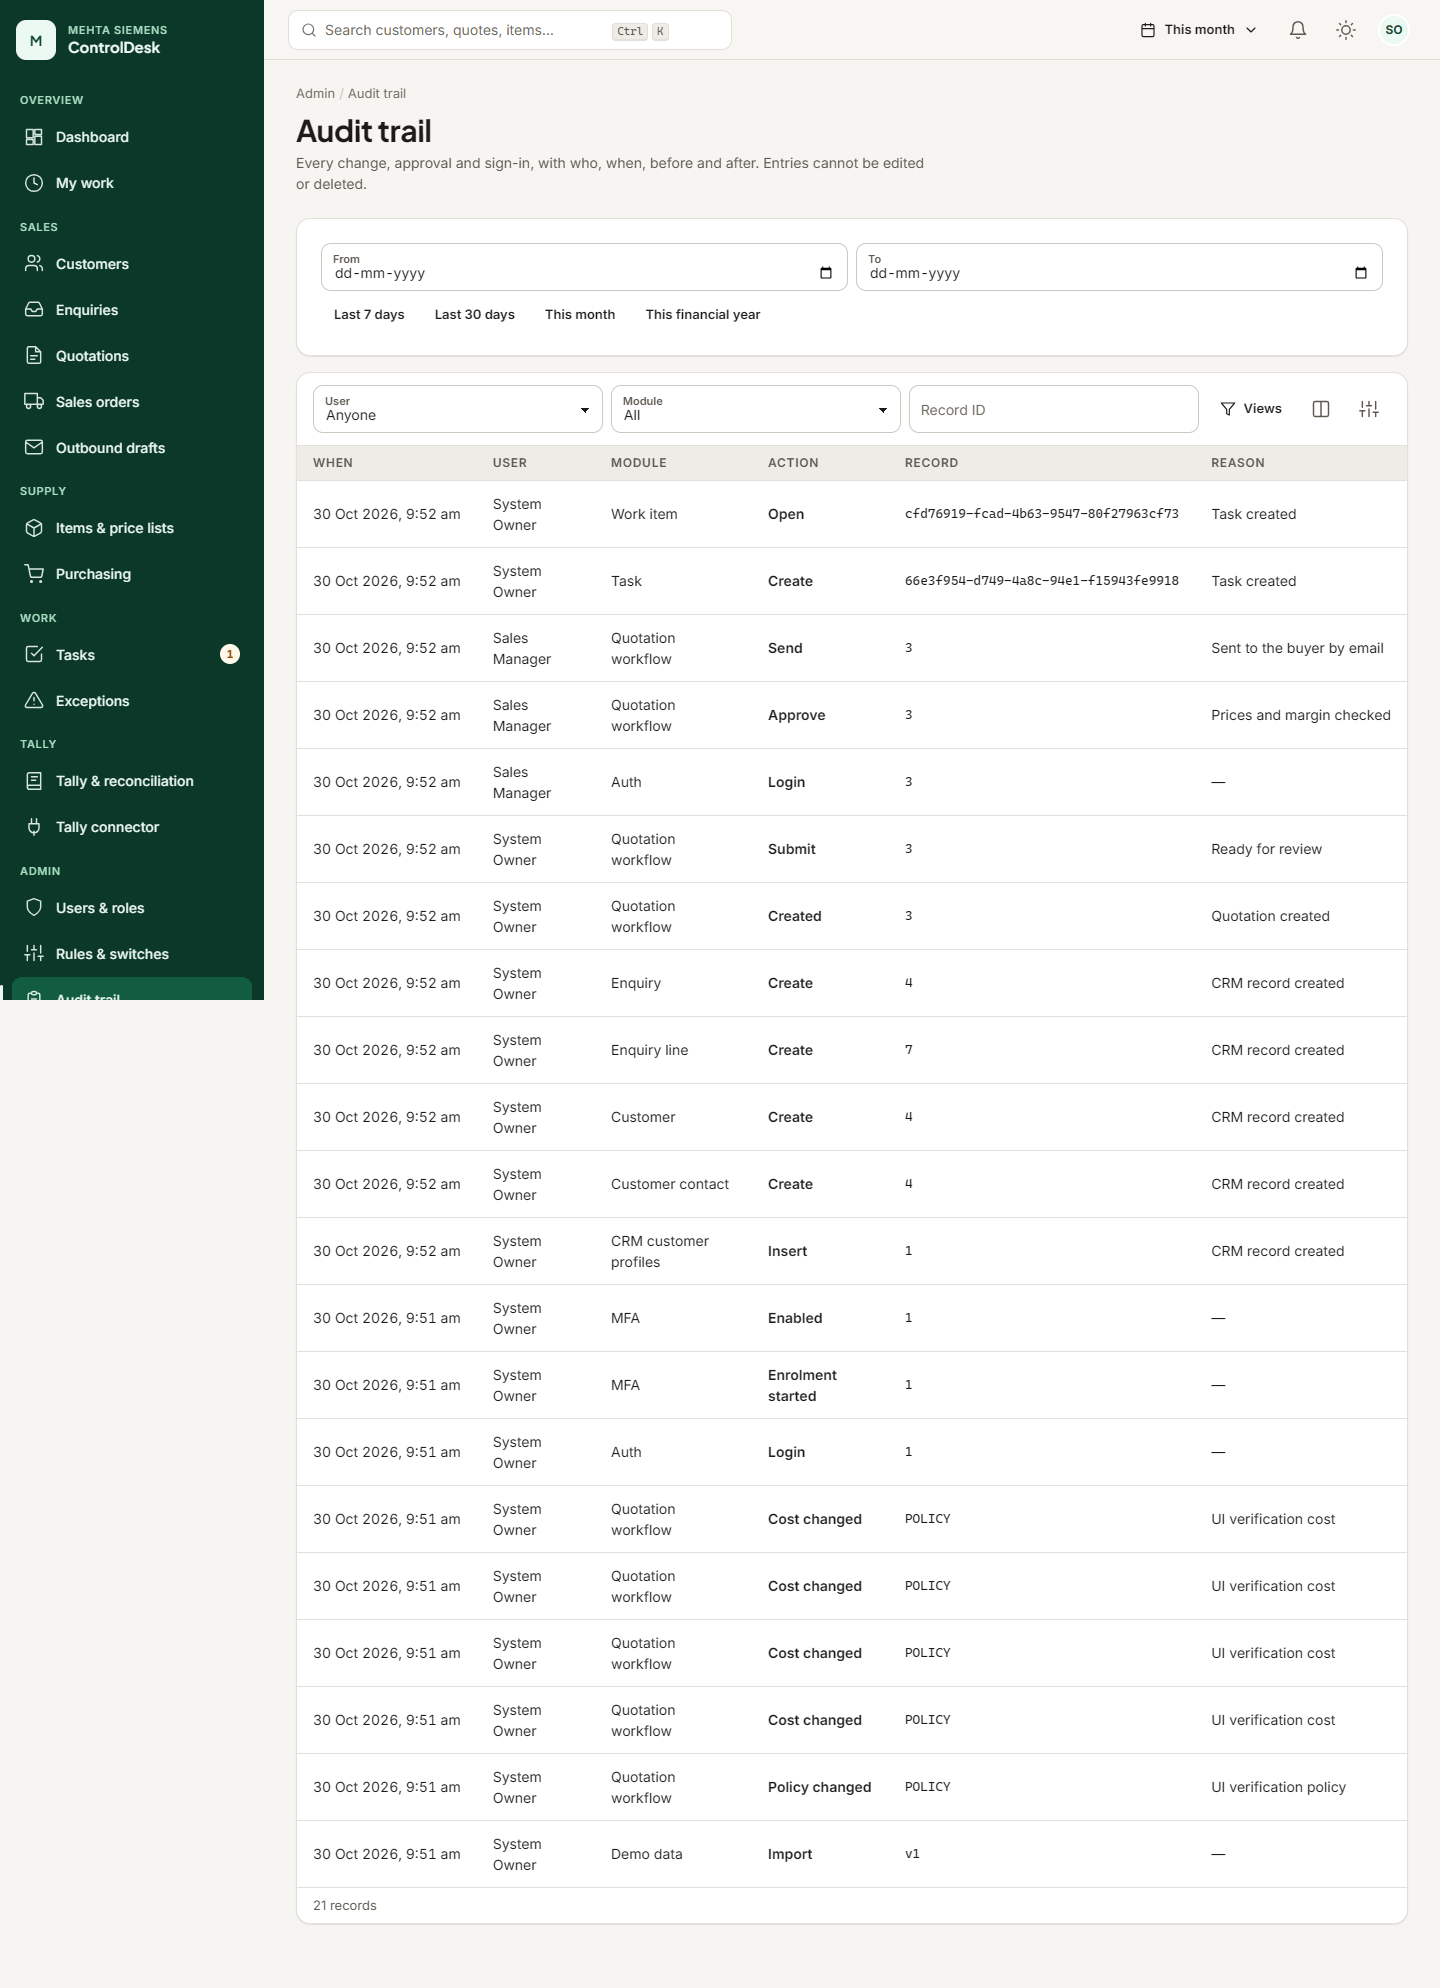 M
MEHTA SIEMENS
ControlDesk
OVERVIEW
Dashboard
My work
SALES
Customers
Enquiries
Quotations
Sales orders
Outbound drafts
SUPPLY
Items & price lists
Purchasing
WORK
Tasks 1
Exceptions
TALLY
Tally & reconciliation
Tally connector
ADMIN
Users & roles
Rules & switches
Audit trail
Search customers, quotes, items... Ctrl K
This month
SO
Admin / Audit trail
Audit trail
Every change, approval and sign-in, with who, when, before and after. Entries cannot be edited
or deleted.
From
dd-mm-yyyy
To
dd-mm-yyyy
Last 7 days Last 30 days This month This financial year
User
Anyone
Module
All
Record ID
Views
WHEN USER MODULE ACTION RECORD REASON
30 Oct 2026, 9:52 am System Owner Work item Open cfd76919-fcad-4b63-9547-80f27963cf73 Task created
30 Oct 2026, 9:52 am System Owner Task Create 66e3f954-d749-4a8c-94e1-f15943fe9918 Task created
30 Oct 2026, 9:52 am Sales Manager Quotation workflow Send 3 Sent to the buyer by email
30 Oct 2026, 9:52 am Sales Manager Quotation workflow Approve 3 Prices and margin checked
30 Oct 2026, 9:52 am Sales Manager Auth Login 3 —
30 Oct 2026, 9:52 am System Owner Quotation workflow Submit 3 Ready for review
30 Oct 2026, 9:52 am System Owner Quotation workflow Created 3 Quotation created
30 Oct 2026, 9:52 am System Owner Enquiry Create 4 CRM record created
30 Oct 2026, 9:52 am System Owner Enquiry line Create 7 CRM record created
30 Oct 2026, 9:52 am System Owner Customer Create 4 CRM record created
30 Oct 2026, 9:52 am System Owner Customer contact Create 4 CRM record created
30 Oct 2026, 9:52 am System Owner CRM customer profiles Insert 1 CRM record created
30 Oct 2026, 9:51 am System Owner MFA Enabled 1 —
30 Oct 2026, 9:51 am System Owner MFA Enrolment started 1 —
30 Oct 2026, 9:51 am System Owner Auth Login 1 —
30 Oct 2026, 9:51 am System Owner Quotation workflow Cost changed POLICY UI verification cost
30 Oct 2026, 9:51 am System Owner Quotation workflow Cost changed POLICY UI verification cost
30 Oct 2026, 9:51 am System Owner Quotation workflow Cost changed POLICY UI verification cost
30 Oct 2026, 9:51 am System Owner Quotation workflow Cost changed POLICY UI verification cost
30 Oct 2026, 9:51 am System Owner Quotation workflow Policy changed POLICY UI verification policy
30 Oct 2026, 9:51 am System Owner Demo data Import v1 —
21 records